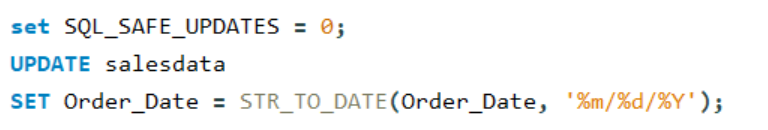 set SQL_SAFE_UPDATES = 0;
UPDATE salesdata
SET Order_Date = STR_TO_DATE(Order_Date, '%m/%d/%Y');